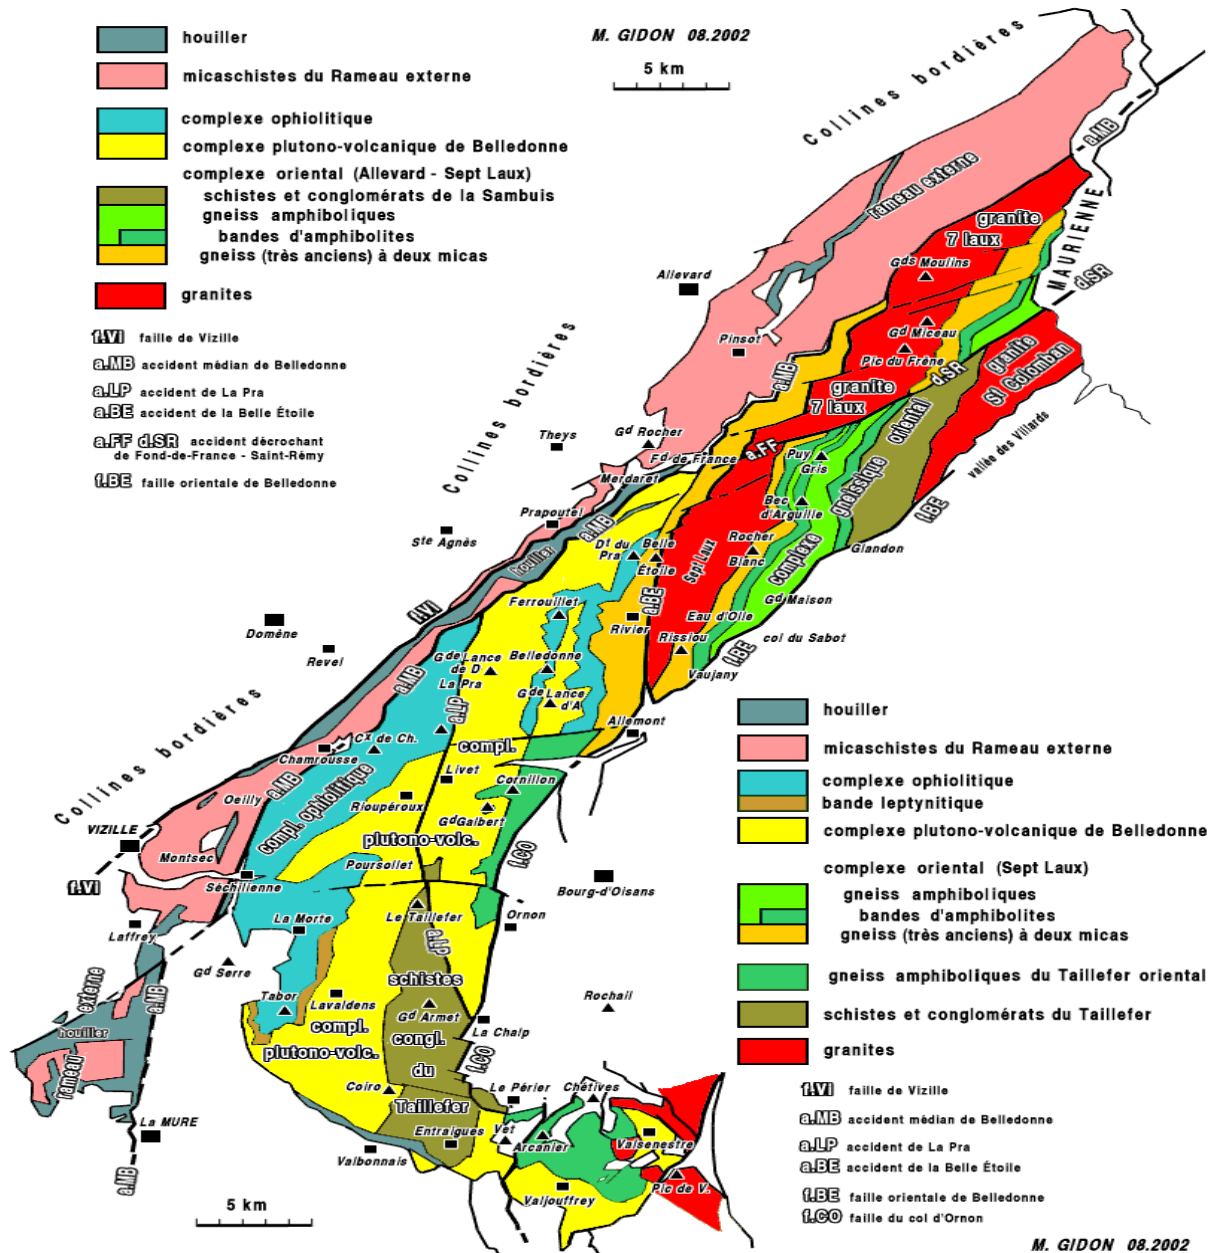 houiller
micaschistes du Rameau externe
complexe ophiolitique
complexe plutono-volcanique de Belledonne
complexe oriental (Allevard - Sept Laux)
schistes et conglomérats de la Sambuis
gneiss amphiboliques
bandes d'amphibolites
gneiss (très anciens) à deux micas
granites
f.VI faille de Vizille
a.MB accident médian de Belledonne
a.LP accident de La Pra
a.BE accident de la Belle Étoile
a.FF d.SR accident décrochant
de Fond-de-France - Saint-Rémy
f.BE faille orientale de Belledonne
M. GIDON 08.2002
5 km
Collines bordières
a.MB
rameau externe
granite
7 laux
MAURIENNE
Gds Moulins
d.SR
Allevard
Gd Miceau
Pinsot
Pic du Frêne
a.MB
granite
St Colomban
d.SR
granite
7 laux
Collines bordières
oriental
Theys
Gd Rocher
Fd de France
a.FF
Puy
Gris
vallée des Villards
Merdaret
gneissique
Prapoutel
Bec
d'Arguille
f.BE
Ste Agnès
a.MB
houiller
Dt du
Pra
Belle
Étoile
Rocher
Blanc
Glandon
Sept Laux
complexe
f.VI
Ferrouillet
a.BE
Gd Maison
Domène
Rivier
Eau d'Olle
Revel
Rissiou
col du Sabot
f.BE
Gde Lance
de D
Belledonne
Vaujany
a.MB
La Pra
Gde Lance
d'A
a.LP
Allemont
Collines bordières
Cx de Ch.
compl.
Chamrousse
Livet
a.MB
Cornillon
Oeilly
compl. ophiolitique
Rioupéroux
Gd Galbert
VIZILLE
plutono-volc.
Montsec
Poursollet
f.CO
f.VI
Séchilienne
Bourg-d'Oisans
La Morte
Le Taillefer
Ornon
Laffrey
a.LP
Gd Serre
schistes
externe
a.MB
Tabor
Lavaldens
Rochail
Gd Armet
houiller
compl.
plutono-volc.
congl.
La Chalp
f.CO
rameau
du
Coiro
Le Périer
Chétives
Taillefer
La MURE
Entraigues
Vet
Arcanier
Valsenestre
Valbonnais
a.MB
Valjouffrey
Pic de V.
5 km
houiller
micaschistes du Rameau externe
complexe ophiolitique
bande leptynitique
complexe plutono-volcanique de Belledonne
complexe oriental (Sept Laux)
gneiss amphiboliques
bandes d'amphibolites
gneiss (très anciens) à deux micas
gneiss amphiboliques du Taillefer oriental
schistes et conglomérats du Taillefer
granites
f.VI faille de Vizille
a.MB accident médian de Belledonne
a.LP accident de La Pra
a.BE accident de la Belle Étoile
f.BE faille orientale de Belledonne
f.CO faille du col d'Ornon
M. GIDON 08.2002